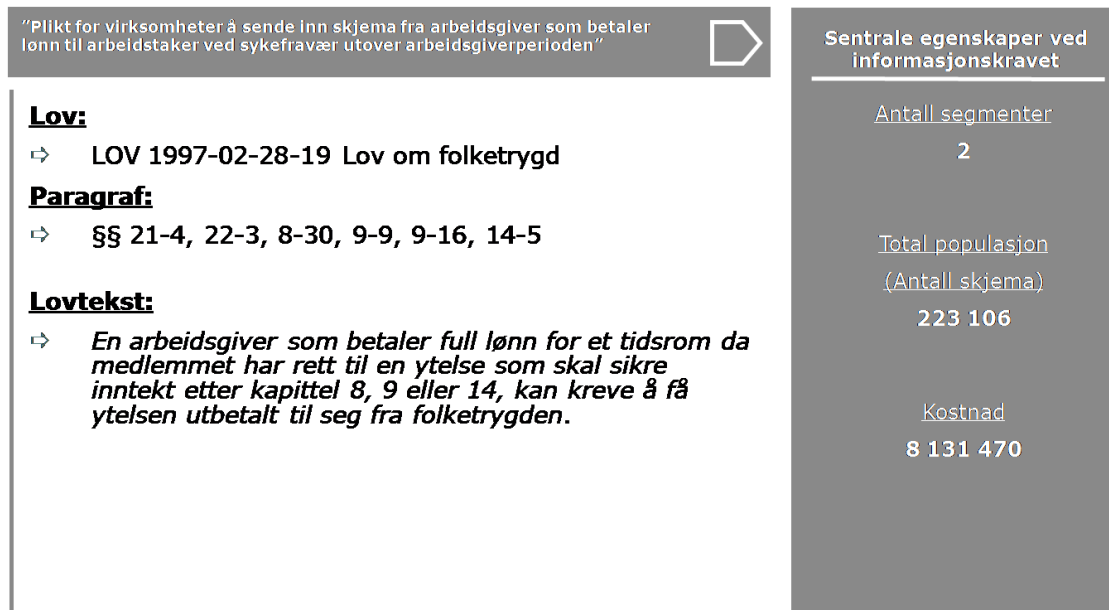 "Plikt for virksomheter å sende inn skjema fra arbeidsgiver som betaler
lønn til arbeidstaker ved sykefravær utover arbeidsgiverperioden"
Lov:
⇨ LOV 1997-02-28-19 Lov om folketrygd
Paragraf:
⇨ §§ 21-4, 22-3, 8-30, 9-9, 9-16, 14-5
Lovtekst:
⇨ En arbeidsgiver som betaler full lønn for et tidsrom da
medlemmet har rett til en ytelse som skal sikre
inntekt etter kapittel 8, 9 eller 14, kan kreve å få
ytelsen utbetalt til seg fra folketrygden.
Sentrale egenskaper ved
informasjonskravet
Antall segmenter
2
Total populasjon
(Antall skjema)
223 106
Kostnad
8 131 470